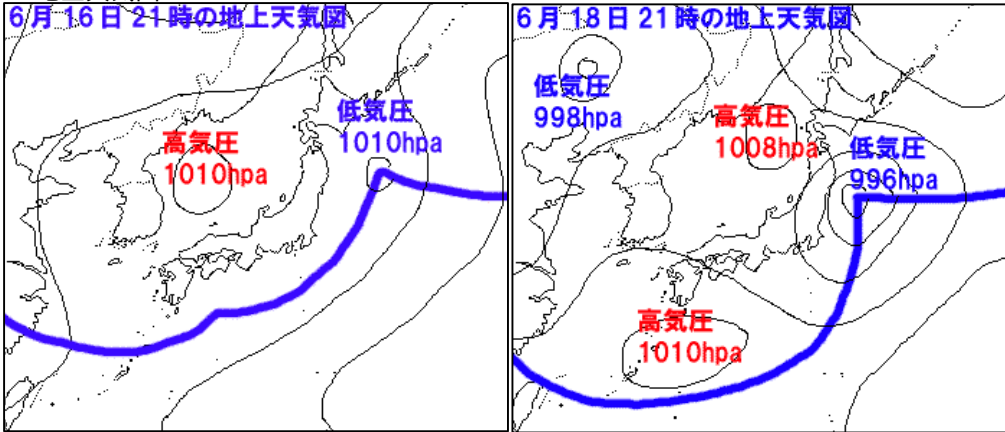 6月16日21時の地上天気図
高気圧
1010hpa
低気圧
1010hpa
6月18日21時の地上天気図
低気圧
998hpa
高気圧
1008hpa
低気圧
996hpa
高気圧
1010hpa